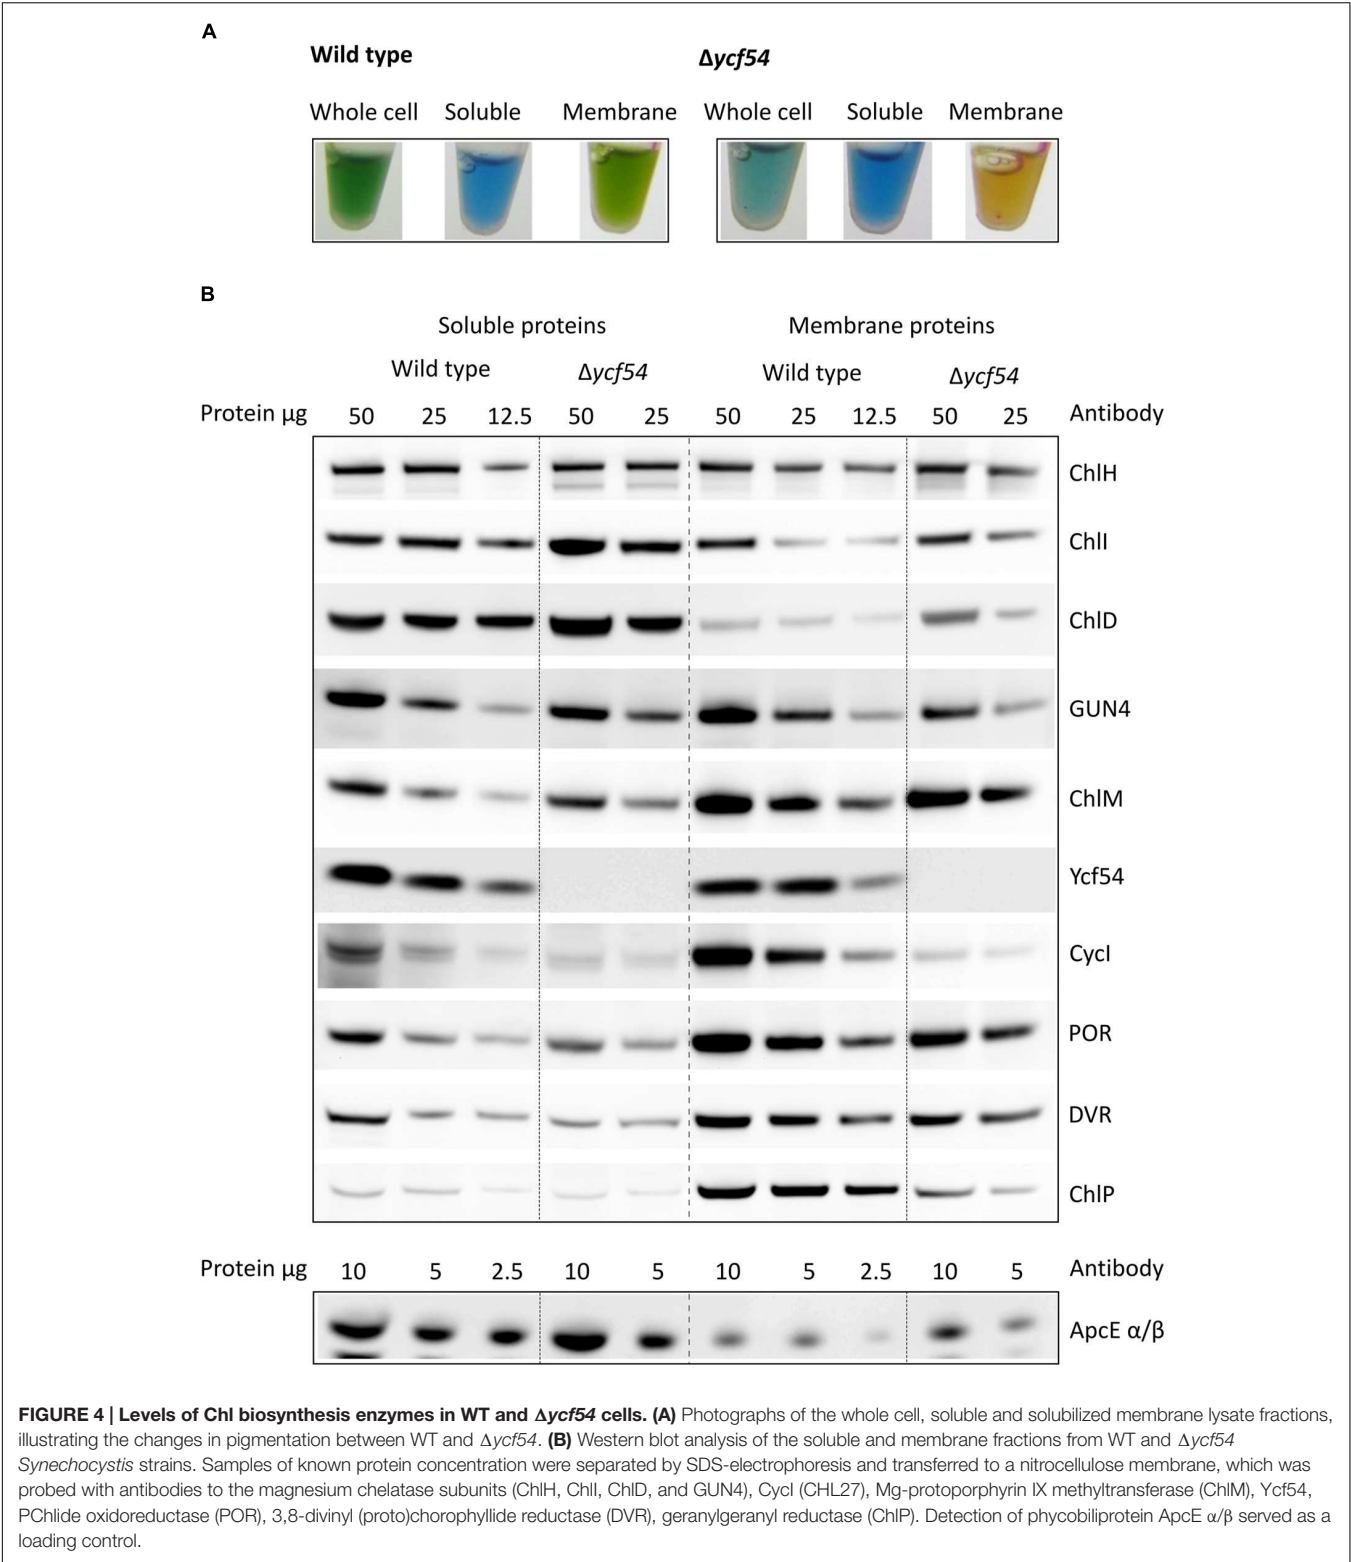 A
Wild type Δycf54
Whole cell Soluble Membrane Whole cell Soluble Membrane
B
Soluble proteins Membrane proteins
Wild type Δycf54 Wild type Δycf54
Protein µg 50 25 12.5 50 25 50 25 12.5 50 25 Antibody
ChlH
ChlI
ChlD
GUN4
ChlM
Ycf54
CycI
POR
DVR
ChlP
Protein µg 10 5 2.5 10 5 10 5 2.5 10 5 Antibody
ApcE α/β
FIGURE 4 | Levels of Chl biosynthesis enzymes in WT and Δycf54 cells. (A) Photographs of the whole cell, soluble and solubilized membrane lysate fractions,
illustrating the changes in pigmentation between WT and Δycf54. (B) Western blot analysis of the soluble and membrane fractions from WT and Δycf54
Synechocystis strains. Samples of known protein concentration were separated by SDS-electrophoresis and transferred to a nitrocellulose membrane, which was
probed with antibodies to the magnesium chelatase subunits (ChlH, ChlI, ChlD, and GUN4), CycI (CHL27), Mg-protoporphyrin IX methyltransferase (ChlM), Ycf54,
PChlide oxidoreductase (POR), 3,8-divinyl (proto)chorophyllide reductase (DVR), geranylgeranyl reductase (ChlP). Detection of phycobiliprotein ApcE α/β served as a
loading control.